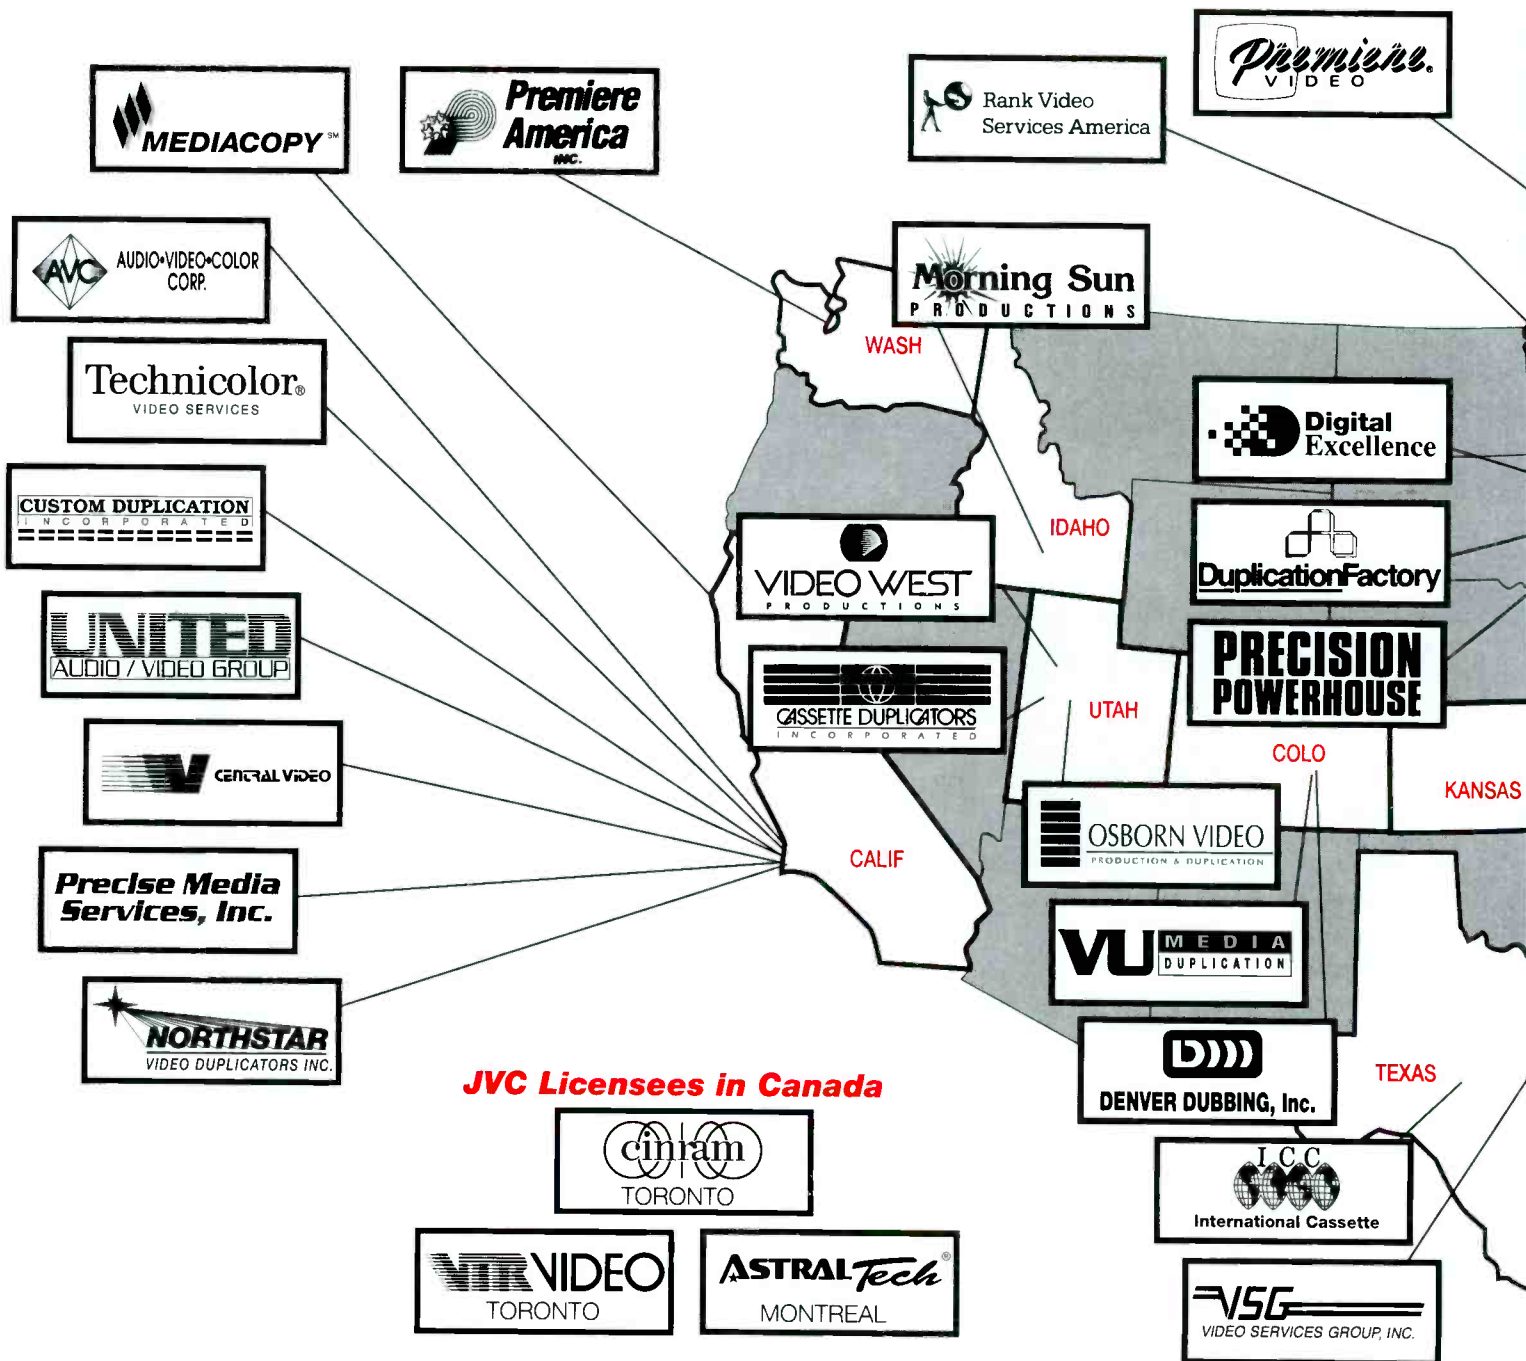 MEDIACOPY SM
Premiere
America
INC.
Rank Video
Services America
Premiere®
VIDEO
AVC
AUDIO•VIDEO•COLOR
CORP.
Morning Sun
PRODUCTIONS
WASH
Technicolor®
VIDEO SERVICES
Digital
Excellence
CUSTOM DUPLICATION
INCORPORATED
IDAHO
VIDEO WEST
PRODUCTIONS
DuplicationFactory
UNITED
AUDIO / VIDEO GROUP
PRECISION
POWERHOUSE
CASSETTE DUPLICATORS
INCORPORATED
UTAH
COLO
KANSAS
V CENTRAL VIDEO
OSBORN VIDEO
PRODUCTION & DUPLICATION
CALIF
Precise Media
Services, Inc.
VU MEDIA
DUPLICATION
NORTHSTAR
VIDEO DUPLICATORS INC.
D
DENVER DUBBING, Inc.
TEXAS
JVC Licensees in Canada
cinram
TORONTO
ICC
International Cassette
VTR VIDEO
TORONTO
ASTRAL Tech®
MONTREAL
VSG
VIDEO SERVICES GROUP, INC.